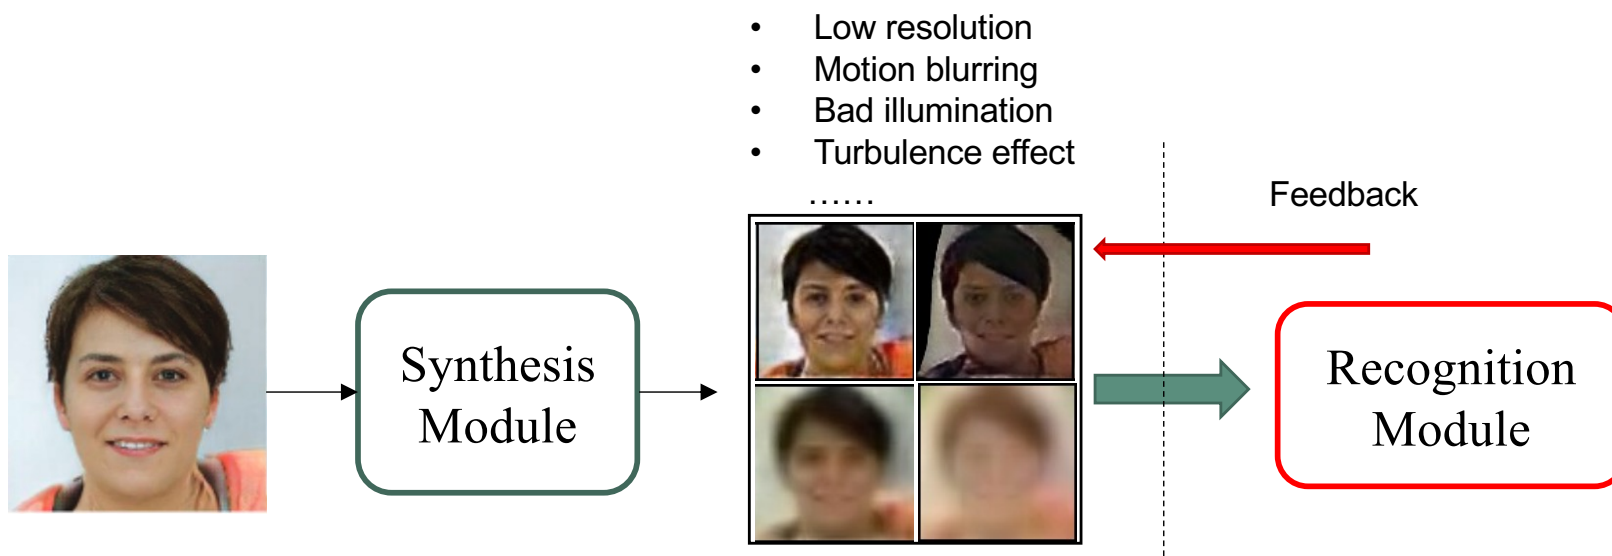 • Low resolution
• Motion blurring
• Bad illumination
• Turbulence effect
……
Feedback
Synthesis
Module
Recognition
Module